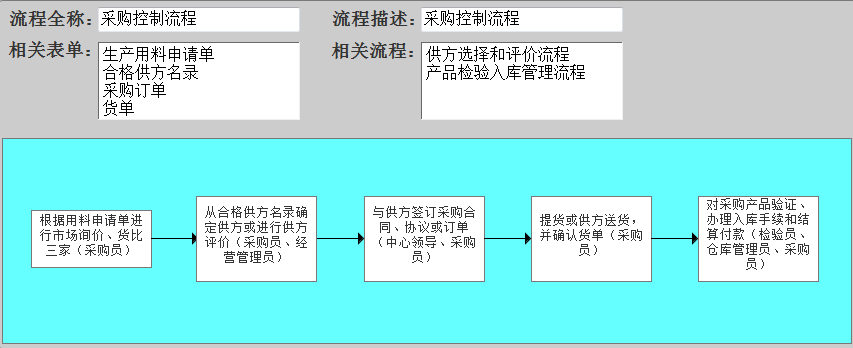 流程全称：采购控制流程
流程描述：采购控制流程
相关表单：
生产用料申请单
合格供方名录
采购订单
货单
相关流程：
供方选择和评价流程
产品检验入库管理流程
根据用料申请单进
行市场询价、货比
三家（采购员）
从合格供方名录确
定供方或进行供方
评价（采购员、经
营管理员）
与供方签订采购合
同、协议或订单
（中心领导、采购
员）
提货或供方送货，
并确认货单（采购
员）
对采购产品验证、
办理入库手续和结
算付款（检验员、
仓库管理员、采购
员）